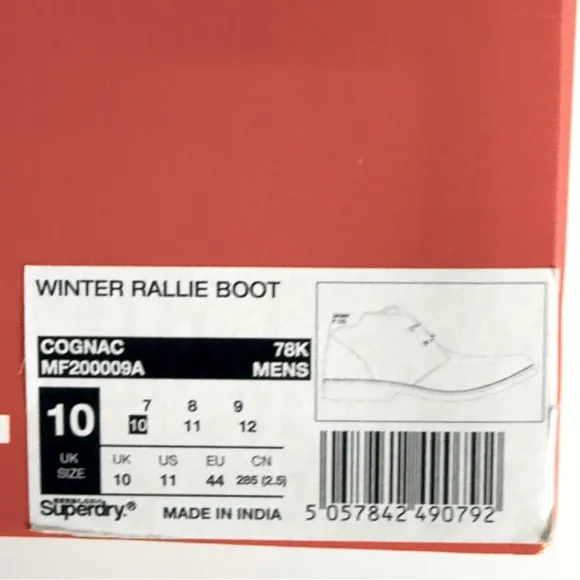 WINTER RALLIE BOOT
COGNAC 78K
MF200009A MENS
10 7 8 9
10 11 12
UK SIZE
UK US EU CN
10 11 44 285 (2.5)
Superdry.® MADE IN INDIA
5 057842 490792